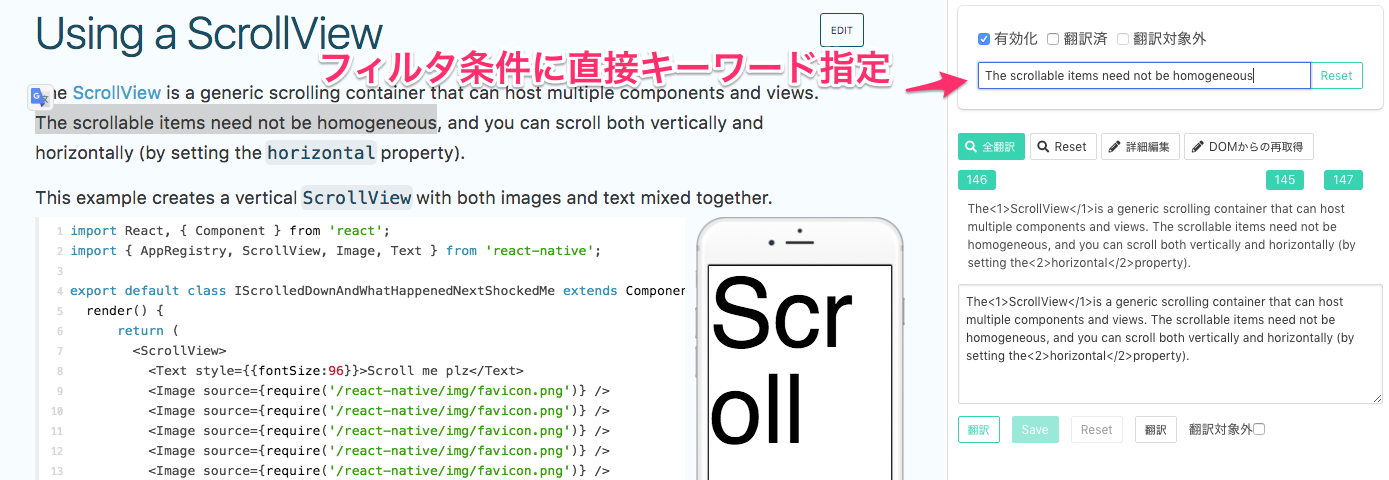 Using a ScrollView
EDIT
フィルタ条件に直接キーワード指定
he ScrollView is a generic scrolling container that can host multiple components and views.
The scrollable items need not be homogeneous, and you can scroll both vertically and
horizontally (by setting the horizontal property).
This example creates a vertical ScrollView with both images and text mixed together.
1 import React, { Component } from 'react';
2 import { AppRegistry, ScrollView, Image, Text } from 'react-native';
3
4 export default class IScrolledDownAndWhatHappenedNextShockedMe extends Componen
5 render() {
6 return (
7 <ScrollView>
8 <Text style={{fontSize:96}}>Scroll me plz</Text>
9 <Image source={require('/react-native/img/favicon.png')} />
10 <Image source={require('/react-native/img/favicon.png')} />
11 <Image source={require('/react-native/img/favicon.png')} />
12 <Image source={require('/react-native/img/favicon.png')} />
13 <Image source={require('/react-native/img/favicon.png')} />
Scr
oll
有効化 翻訳済 翻訳対象外
The scrollable items need not be homogeneous Reset
全翻訳 Reset 詳細編集 DOMからの再取得
146 145 147
The<1>ScrollView</1>is a generic scrolling container that can host
multiple components and views. The scrollable items need not be
homogeneous, and you can scroll both vertically and horizontally (by
setting the<2>horizontal</2>property).
The<1>ScrollView</1>is a generic scrolling container that can host
multiple components and views. The scrollable items need not be
homogeneous, and you can scroll both vertically and horizontally (by
setting the<2>horizontal</2>property).
翻訳 Save Reset 翻訳 翻訳対象外